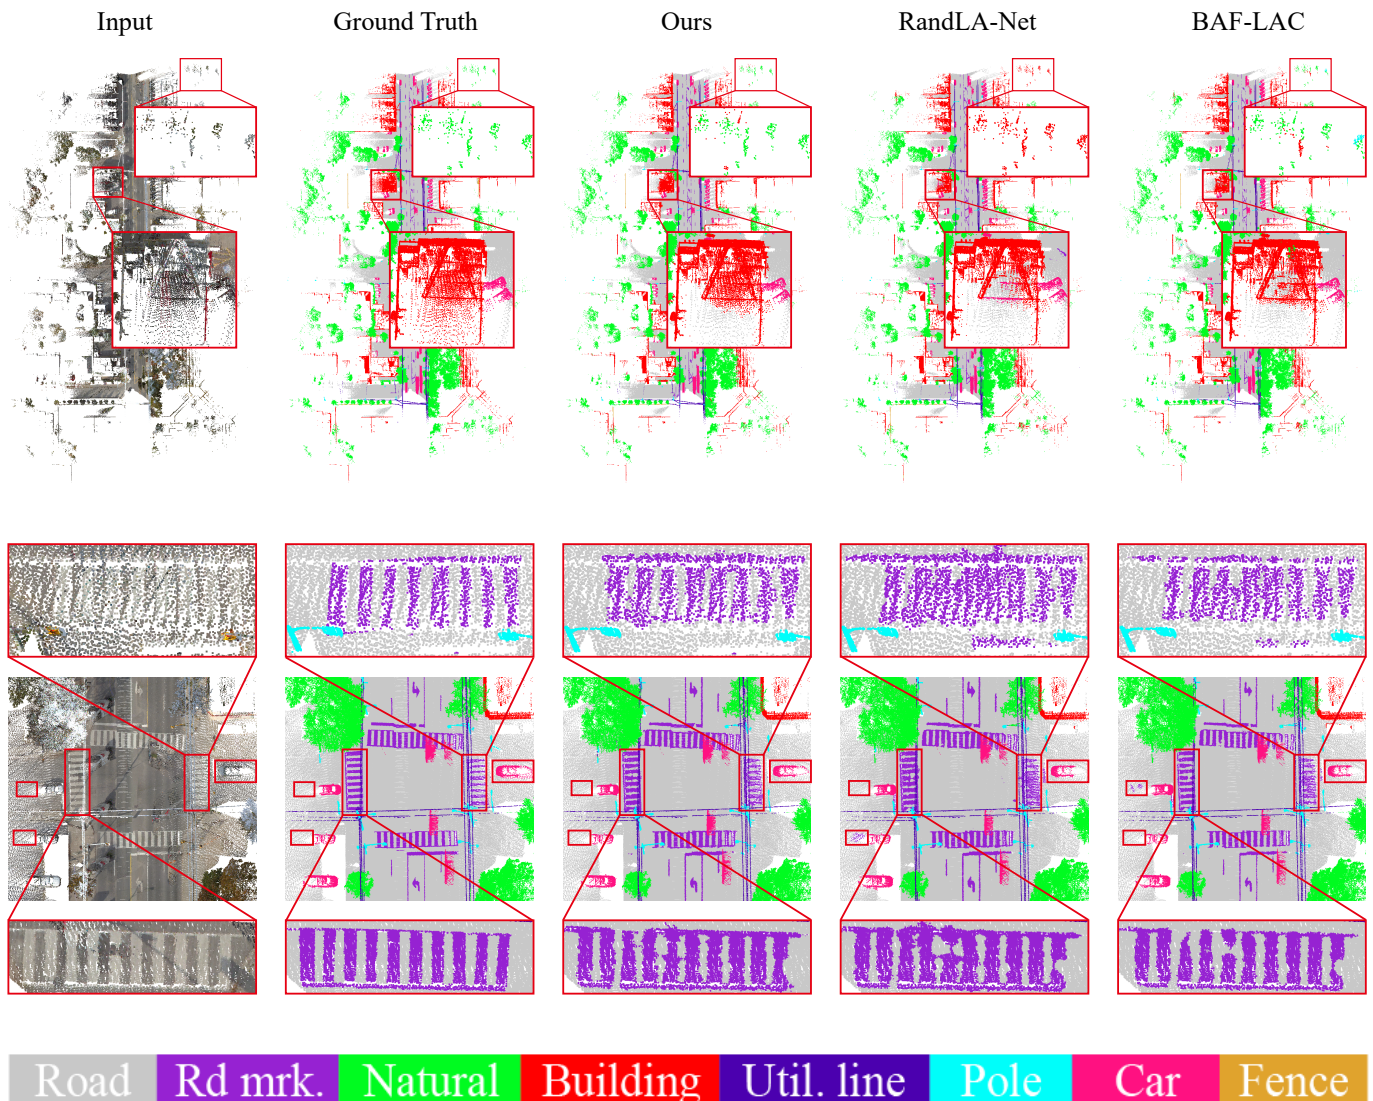 Input Ground Truth Ours RandLA-Net BAF-LAC
Road Rd mrk. Natural Building Util. line Pole Car Fence